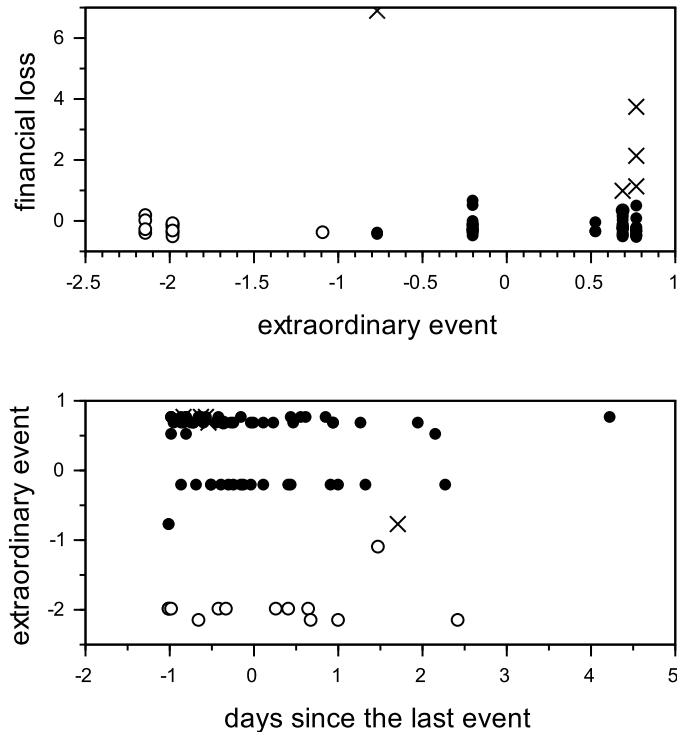 6
4
2
0
financial loss
-2.5 -2 -1.5 -1 -0.5 0 0.5 1
extraordinary event
1
0
-1
-2
extraordinary event
-2 -1 0 1 2 3 4 5
days since the last event